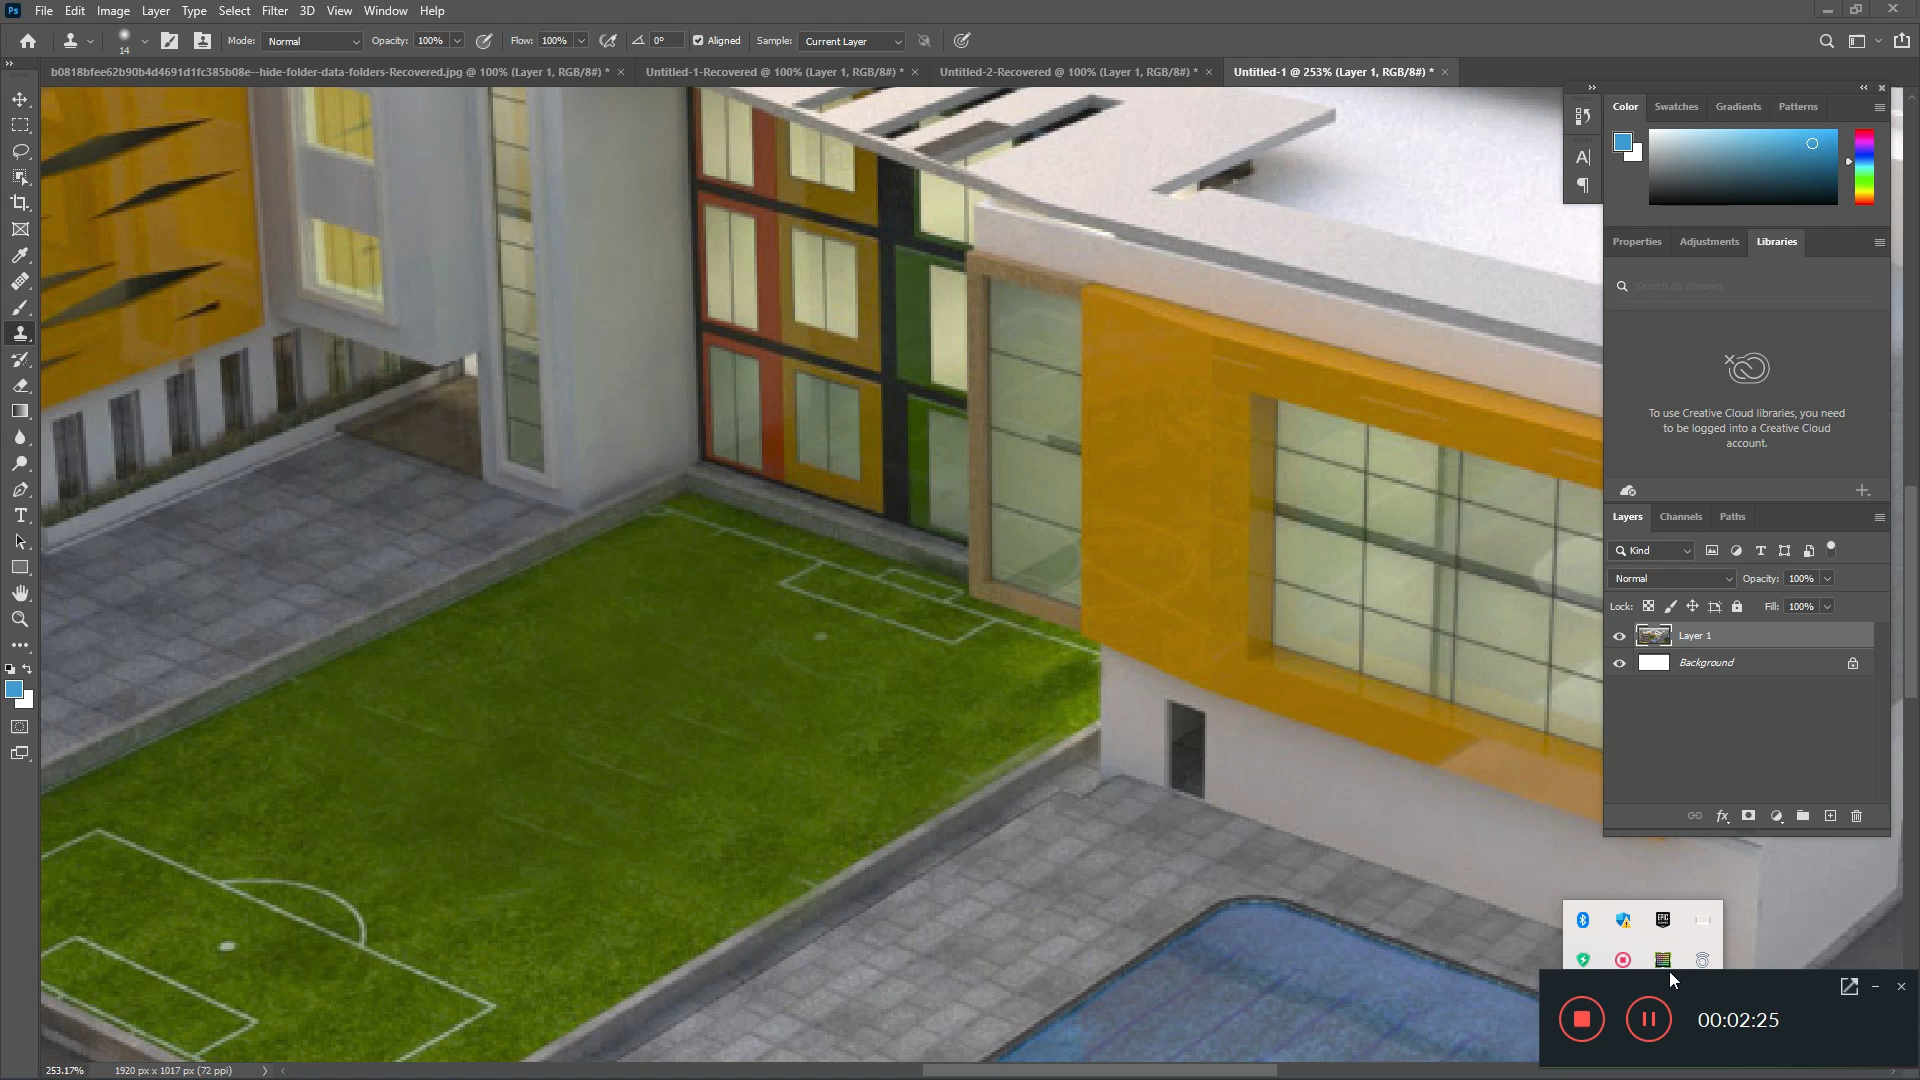 Ps File Edit Image Layer Type Select Filter 3D View Window Help
14 Mode: Normal Opacity: 100% Flow: 100% 0° Aligned Sample: Current Layer
b0818bfee62b90b4d4691d1fc385b08e--hide-folder-data-folders-Recovered.jpg @ 100% (Layer 1, RGB/8#) * Untitled-1-Recovered @ 100% (Layer 1, RGB/8#) * Untitled-2-Recovered @ 100% (Layer 1, RGB/8#) * Untitled-1 @ 253% (Layer 1, RGB/8#) *
Color Swatches Gradients Patterns
Properties Adjustments Libraries
Search all libraries
To use Creative Cloud libraries, you need
to be logged into a Creative Cloud
account.
Layers Channels Paths
Kind
Normal Opacity: 100%
Lock: Fill: 100%
Layer 1
Background
EPIC
00:02:25
253.17% 1920 px x 1017 px (72 ppi)